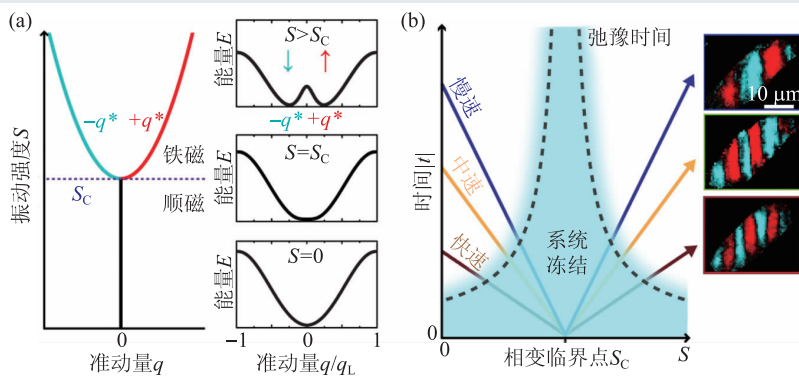 (a)
振动强度S
−q* +q*
铁磁
S_C
顺磁
0
准动量q
能量E
S>S_C
↓ ↑
−q* +q*
能量E
S=S_C
能量E
S=0
−1 0 1
准动量q/q_L
(b)
时间|t|
弛豫时间
慢速
中速
快速
系统
冻结
0
0 相变临界点S_C S
10 μm